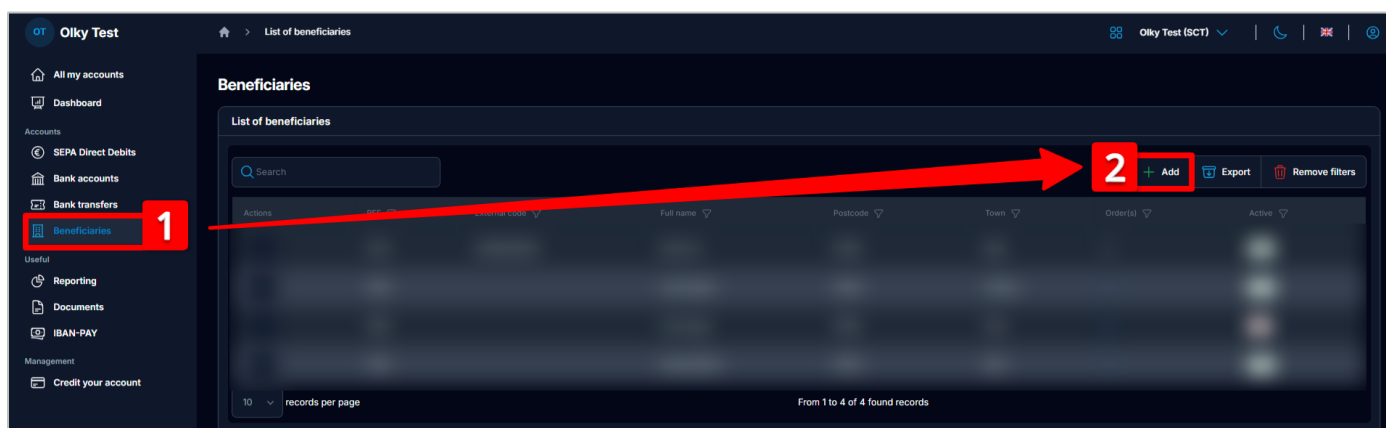 OT Olky Test
List of beneficiaries
Olky Test (SCT)
All my accounts
Dashboard
Accounts
SEPA Direct Debits
Bank accounts
Bank transfers
Beneficiaries
1
Useful
Reporting
Documents
IBAN-PAY
Management
Credit your account
Beneficiaries
List of beneficiaries
Search
2
Add
Export
Remove filters
Actions REF External code Full name Postcode Town Order(s) Active
10 records per page
From 1 to 4 of 4 found records